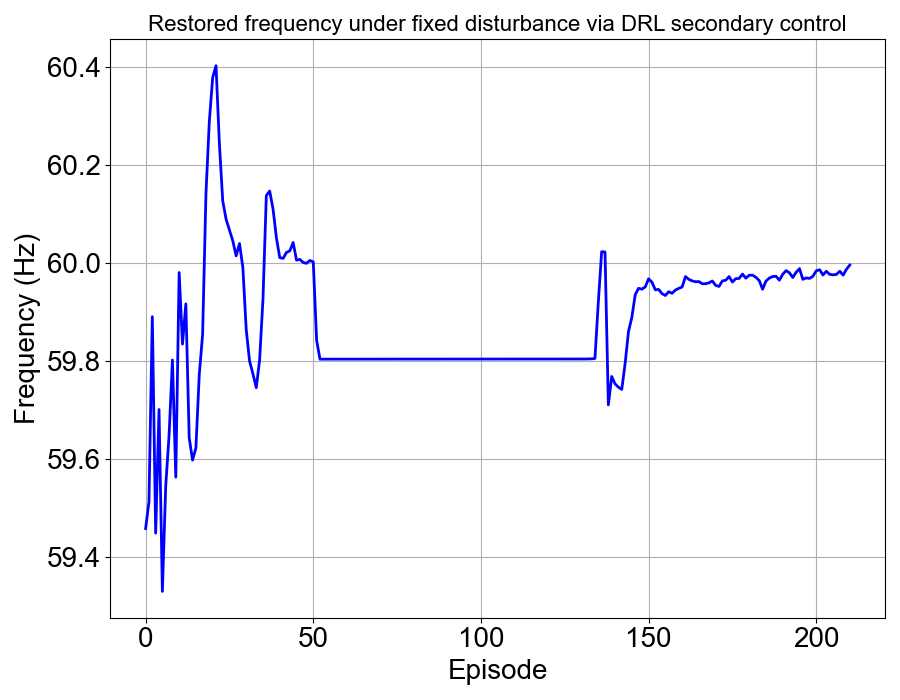 Restored frequency under fixed disturbance via DRL secondary control
60.4
60.2
60.0
59.8
59.6
59.4
Frequency (Hz)
0 50 100 150 200
Episode